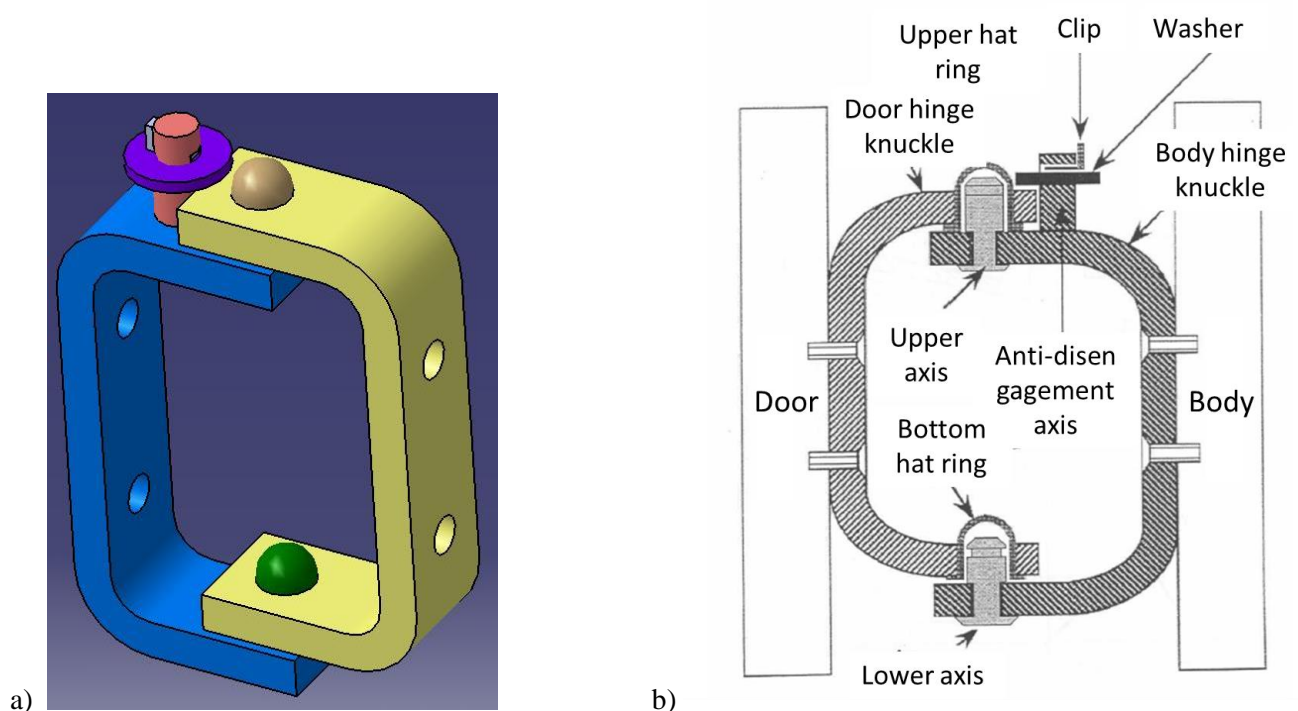 Upper hat
ring
Clip
Washer
Door hinge
knuckle
Body hinge
knuckle
Upper
axis
Anti-disen
gagement
axis
Door
Body
Bottom
hat ring
Lower axis
a)
b)